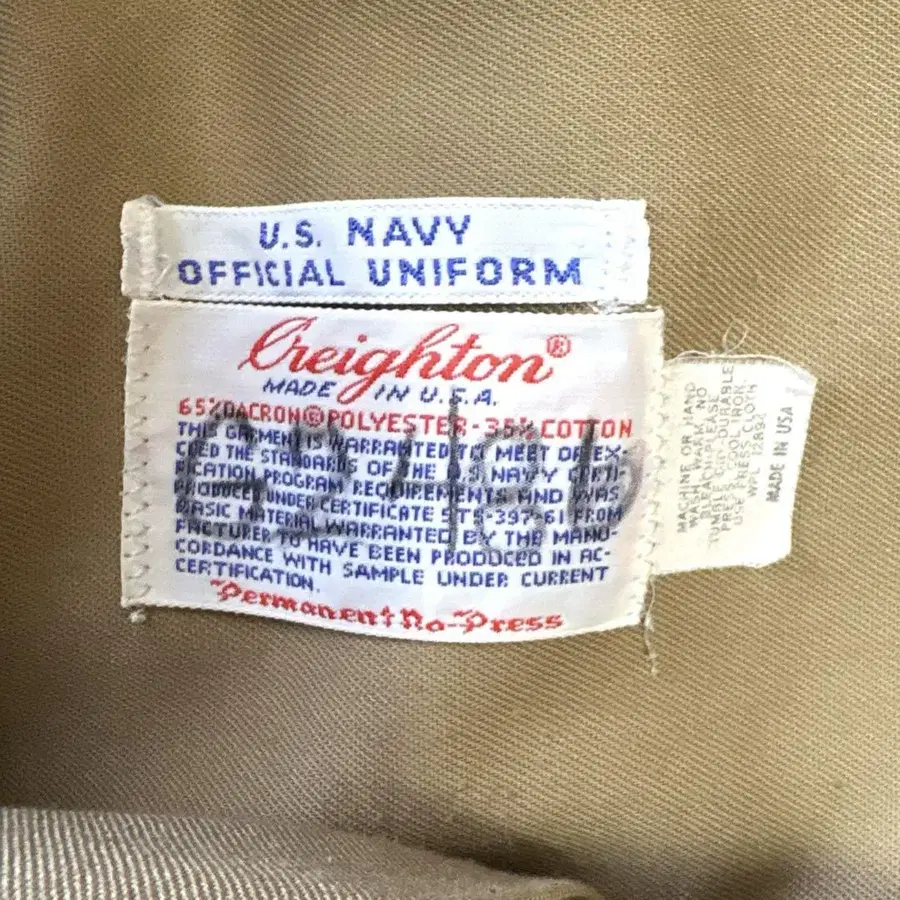 U.S. NAVY
OFFICIAL UNIFORM
Creighton®
MADE IN U.S.A.
65% DACRON® POLYESTER - 35% COTTON
THIS GARMENT IS WARRANTED TO MEET OR EX-
CEED THE STANDARDS OF THE U.S NAVY CERTI-
FICATION PROGRAM REQUIREMENTS AND WAS
PRODUCED UNDER CERTIFICATE STS-397-61 FROM
BASIC MATERIAL WARRANTED BY THE MANU-
FACTURER TO HAVE BEEN PRODUCED IN AC-
CORDANCE WITH SAMPLE UNDER CURRENT
CERTIFICATION.
Permanent No-Press
MACHINE OR HAND
WASH WARM, NO
BLEACH PLEASE
TUMBLE DRY-DURABLE
PRESS COOL IRON
USE PRESS CLOTH
WPL
MADE IN USA